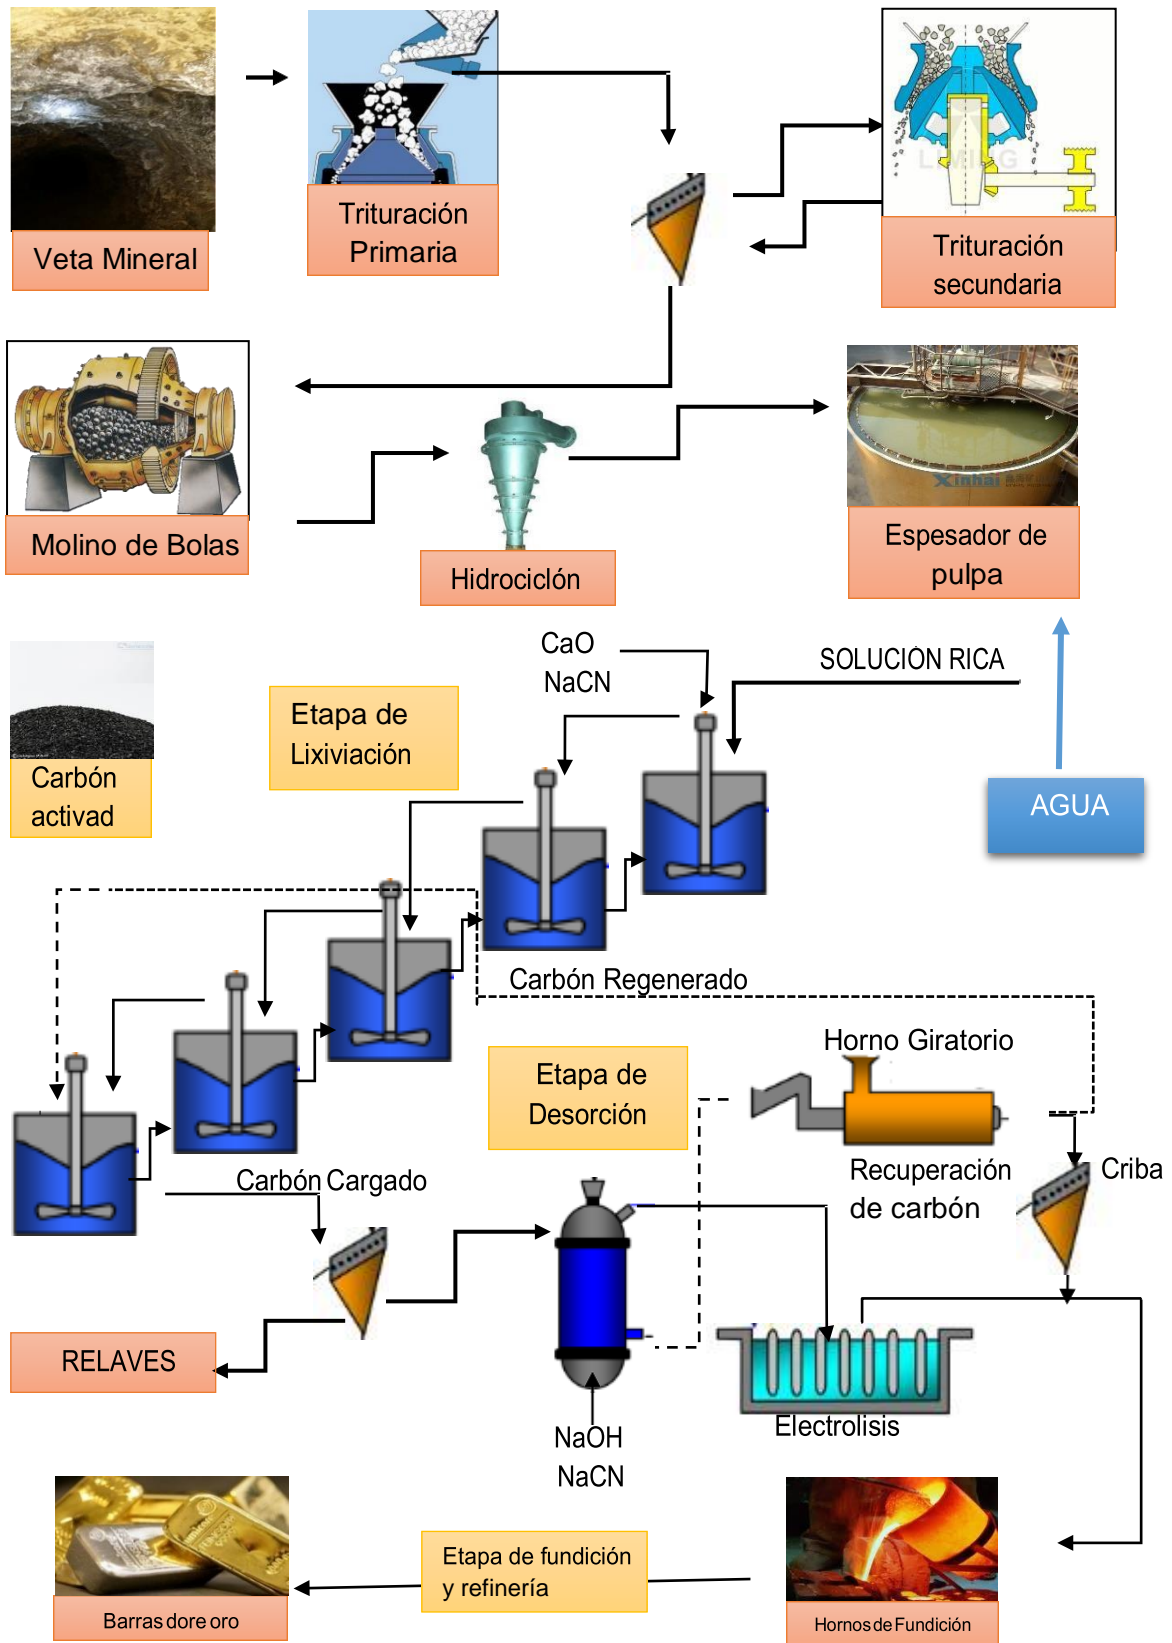 LIMING
Trituración
Primaria
Veta Mineral
Trituración
secundaria
Xinhai
Molino de Bolas
Hidrociclón
Espesador de
pulpa
CaO
NaCN
SOLUCIÓN RICA
Etapa de
Lixiviación
Carbón
activad
AGUA
Carbón Regenerado
Horno Giratorio
Etapa de
Desorción
Recuperación
de carbón
Criba
Carbón Cargado
RELAVES
Electrolisis
NaOH
NaCN
Etapa de fundición
y refinería
Barras dore oro
Hornos de Fundición